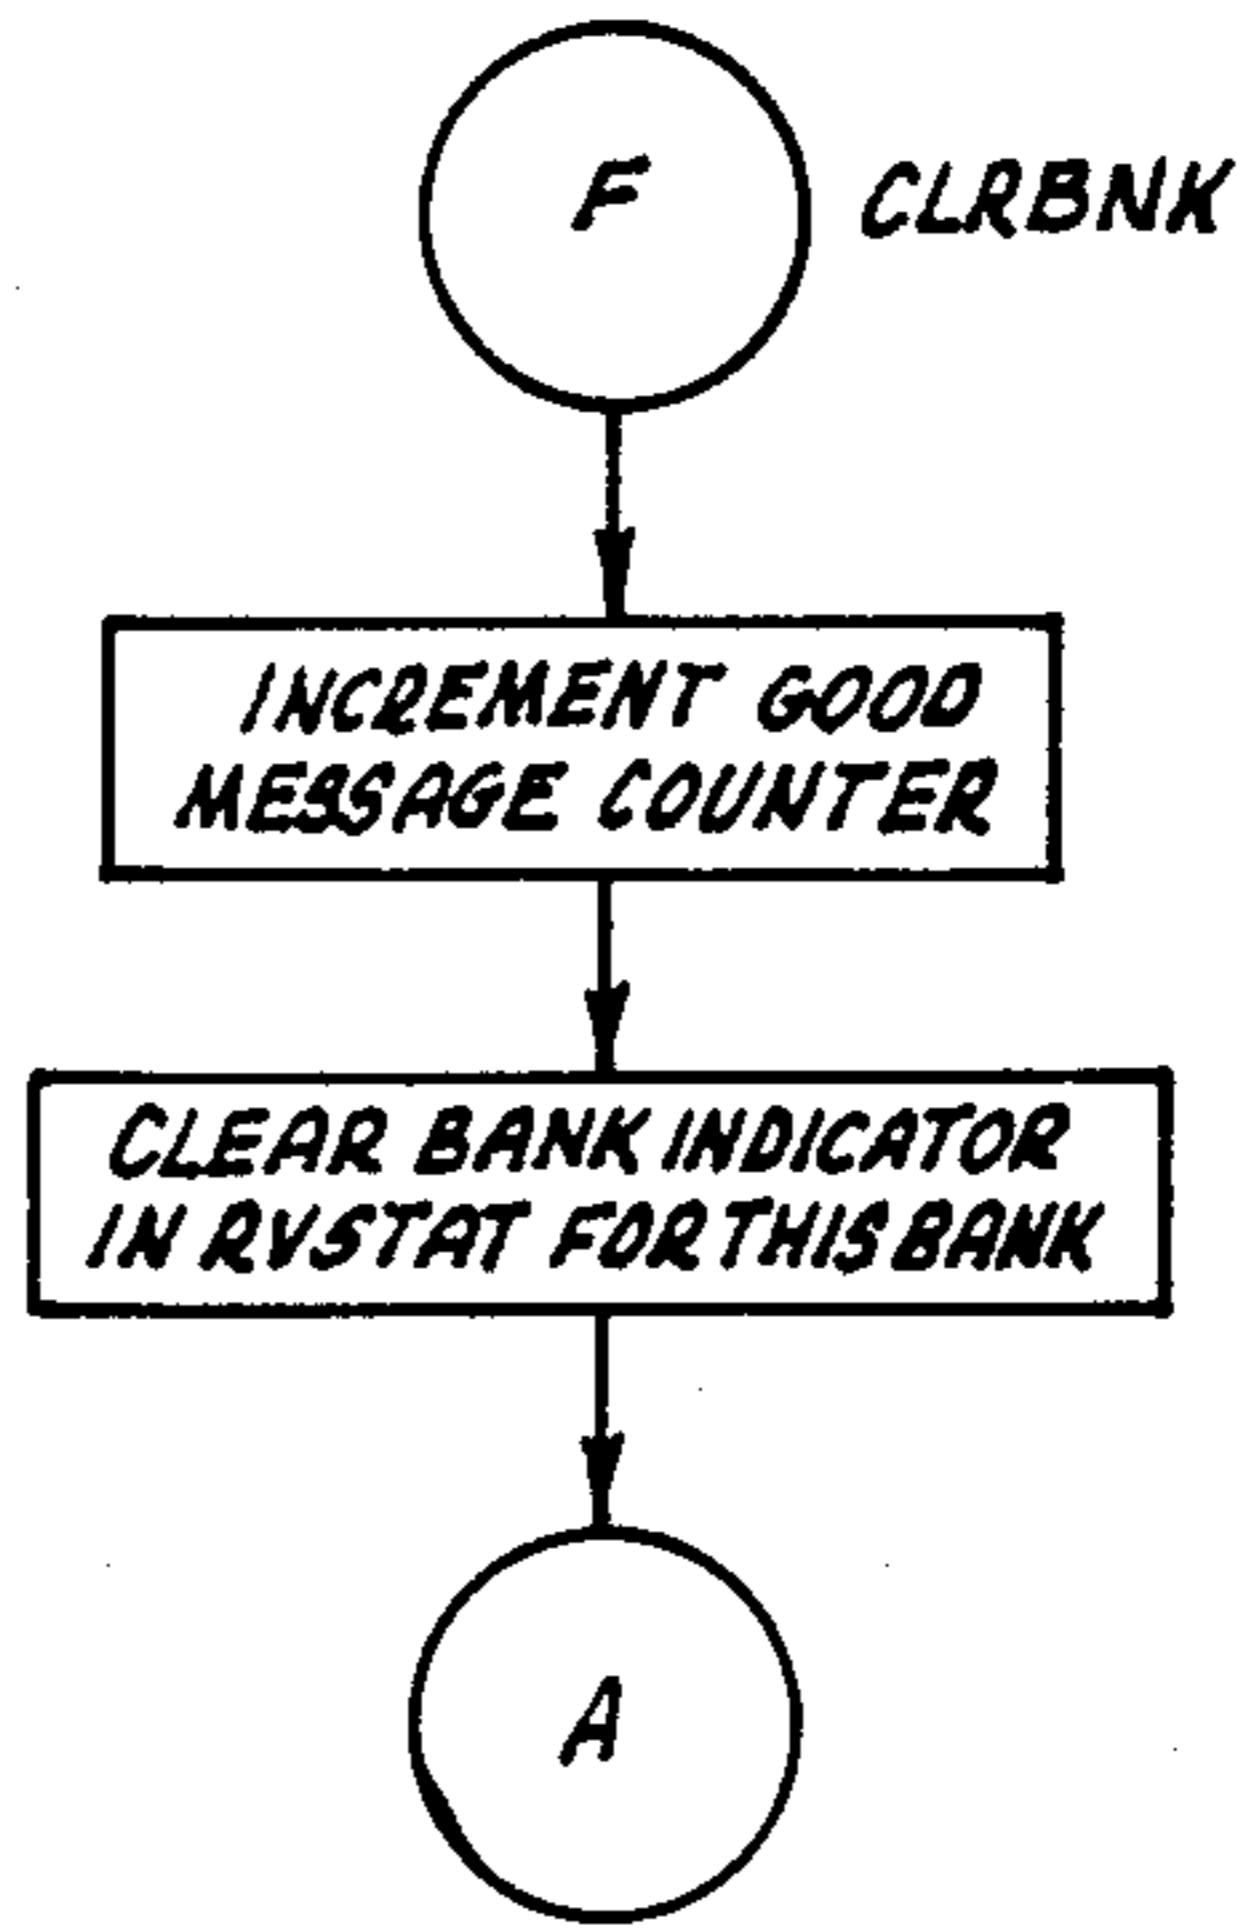 F CLRBNK
INCREMENT GOOD
MESSAGE COUNTER
CLEAR BANK INDICATOR
IN RVSTAT FOR THIS BANK
A